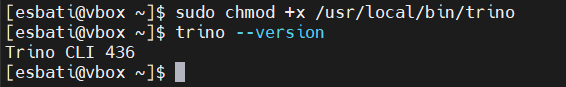 [esbati@vbox ~]$ sudo chmod +x /usr/local/bin/trino
[esbati@vbox ~]$ trino --version
Trino CLI 436
[esbati@vbox ~]$